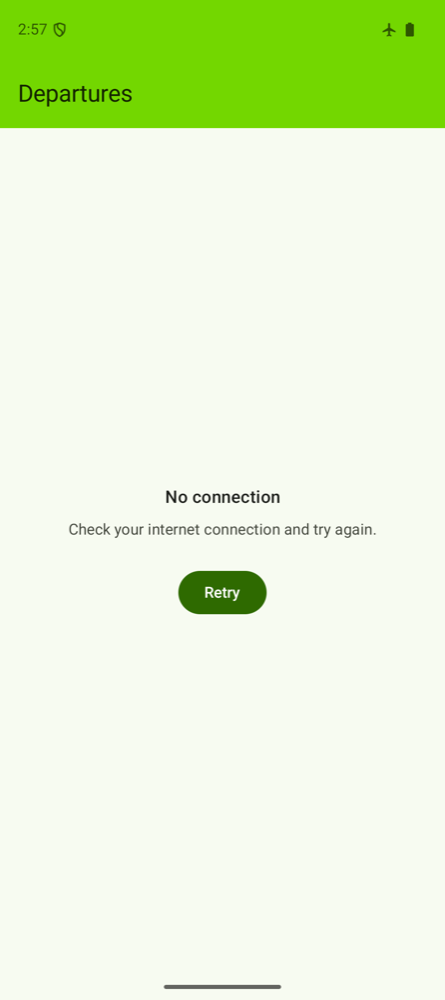 2:57
Departures
No connection
Check your internet connection and try again.
Retry